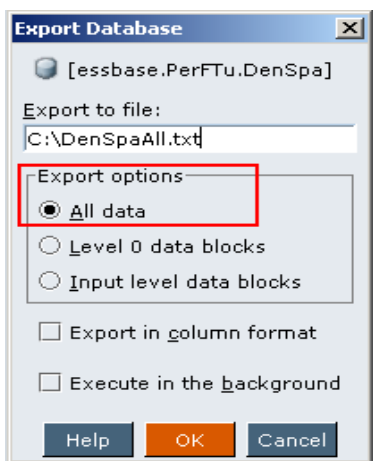 Export Database
[essbase.PerFTu.DenSpa]
Export to file:
C:\DenSpaAll.txt
Export options
All data
Level 0 data blocks
Input level data blocks
Export in column format
Execute in the background
Help OK Cancel